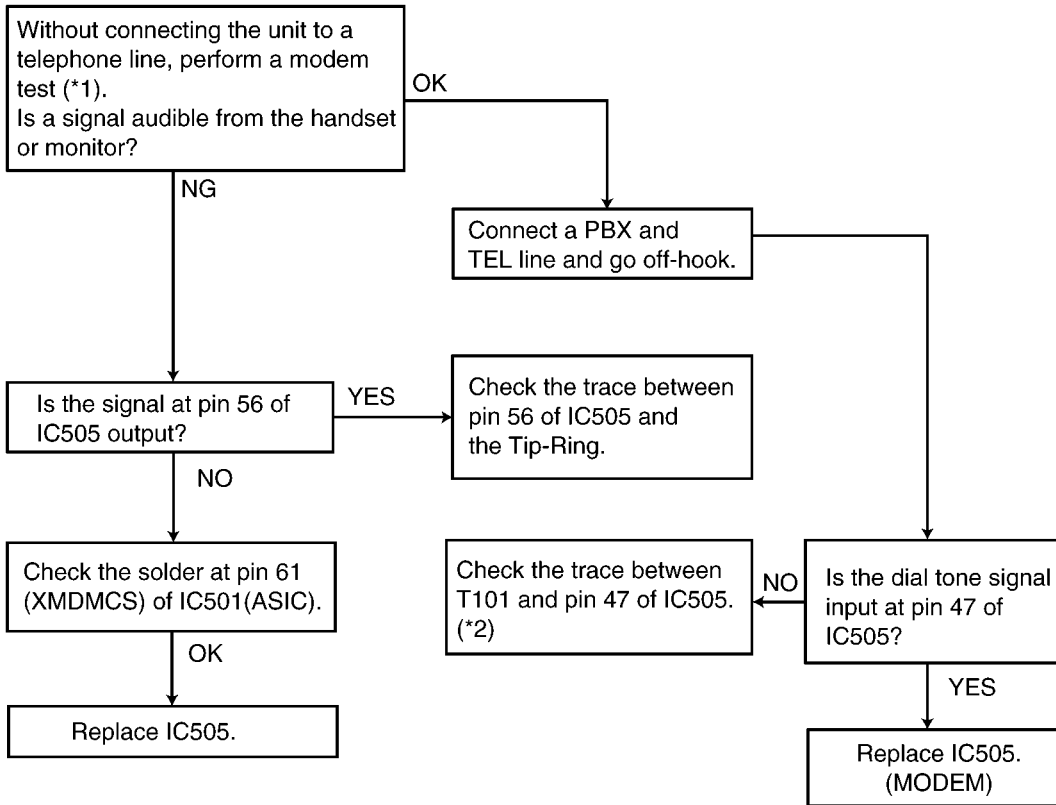 Without connecting the unit to a
telephone line, perform a modem
test (*1).
Is a signal audible from the handset
or monitor?
OK
NG
Connect a PBX and
TEL line and go off-hook.
Is the signal at pin 56 of
IC505 output?
YES
Check the trace between
pin 56 of IC505 and
the Tip-Ring.
NO
Check the solder at pin 61
(XMDMCS) of IC501(ASIC).
OK
Replace IC505.
Check the trace between
T101 and pin 47 of IC505.
(*2)
NO
Is the dial tone signal
input at pin 47 of
IC505?
YES
Replace IC505.
(MODEM)